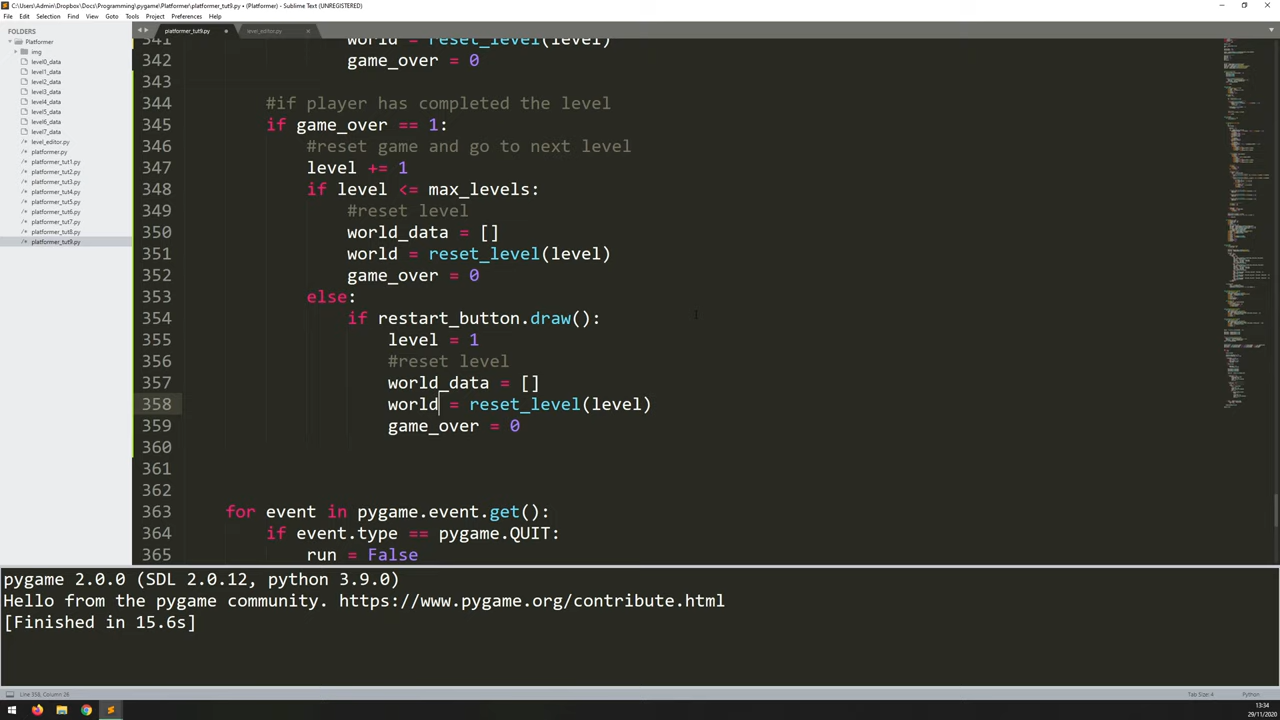 C:\Users\Admin\Dropbox\Docs\Programming\pygame\Platformer\platformer_tut9.py • (Platformer) - Sublime Text (UNREGISTERED)
File Edit Selection Find View Goto Tools Project Preferences Help
FOLDERS
Platformer
img
level0_data
level1_data
level2_data
level3_data
level4_data
level5_data
level6_data
level7_data
level_editor.py
platformer.py
platformer_tut1.py
platformer_tut2.py
platformer_tut3.py
platformer_tut4.py
platformer_tut5.py
platformer_tut6.py
platformer_tut7.py
platformer_tut8.py
platformer_tut9.py
platformer_tut9.py level_editor.py
341 world = reset_level(level)
342 game_over = 0
343
344 #if player has completed the level
345 if game_over == 1:
346 #reset game and go to next level
347 level += 1
348 if level <= max_levels:
349 #reset level
350 world_data = []
351 world = reset_level(level)
352 game_over = 0
353 else:
354 if restart_button.draw():
355 level = 1
356 #reset level
357 world_data = []
358 world = reset_level(level)
359 game_over = 0
360
361
362
363 for event in pygame.event.get():
364 if event.type == pygame.QUIT:
365 run = False
pygame 2.0.0 (SDL 2.0.12, python 3.9.0)
Hello from the pygame community. https://www.pygame.org/contribute.html
[Finished in 15.6s]
Line 358, Column 26 Tab Size: 4 Python
13:34
29/11/2020